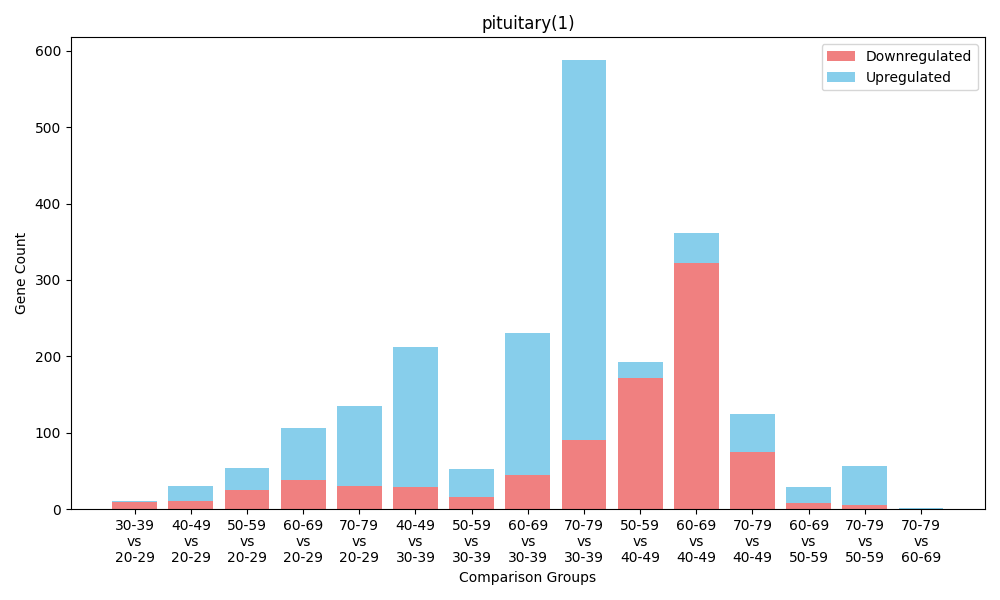 pituitary(1)
Downregulated
Upregulated
Gene Count
600
500
400
300
200
100
0
30-39
vs
20-29
40-49
vs
20-29
50-59
vs
20-29
60-69
vs
20-29
70-79
vs
20-29
40-49
vs
30-39
50-59
vs
30-39
60-69
vs
30-39
70-79
vs
30-39
50-59
vs
40-49
60-69
vs
40-49
70-79
vs
40-49
60-69
vs
50-59
70-79
vs
50-59
70-79
vs
60-69
Comparison Groups